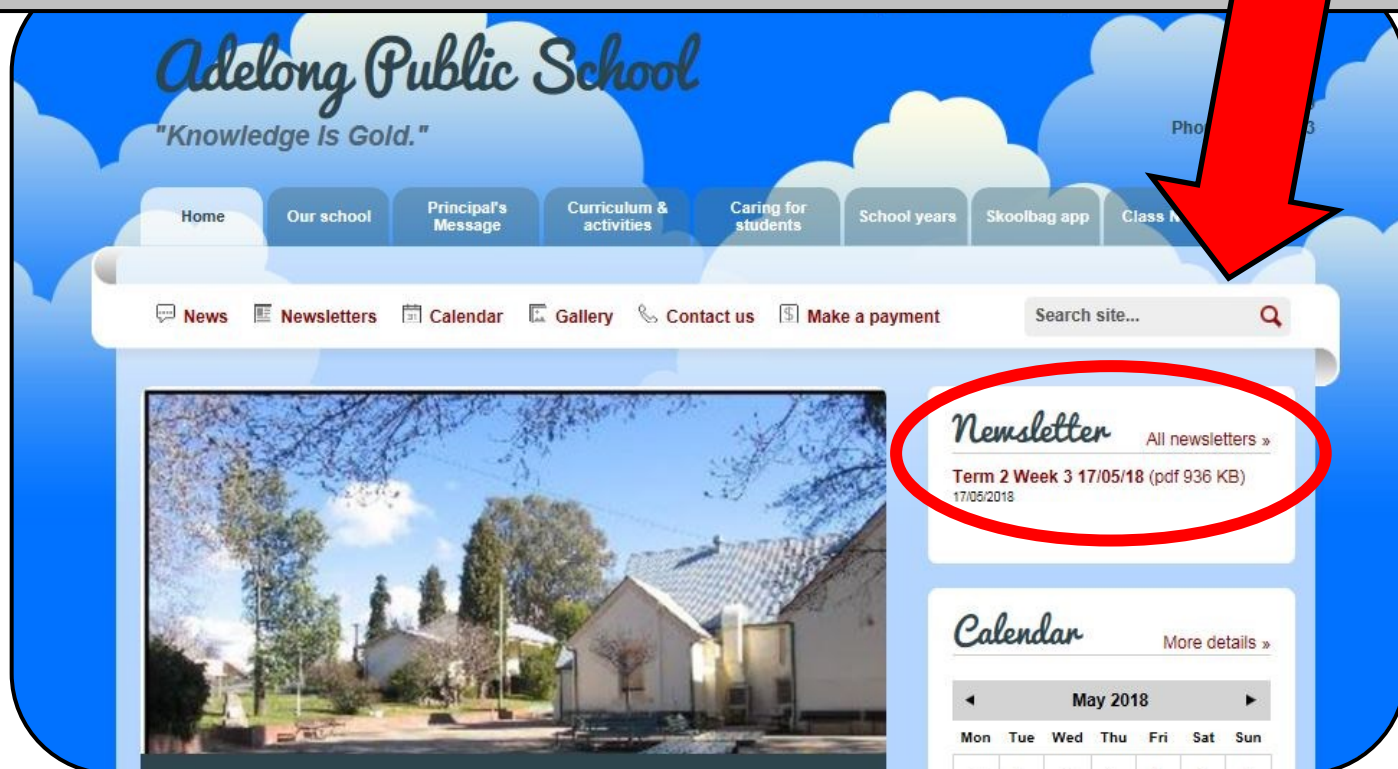 Adelong Public School
"Knowledge Is Gold."
Home
Our school
Principal's
Message
Curriculum &
activities
Caring for
students
School years
Skoolbag app
Class
News
Newsletters
Calendar
Gallery
Contact us
Make a payment
Search site...
Newsletter
All newsletters »
Term 2 Week 3 17/05/18 (pdf 936 KB)
17/05/2018
Calendar
More details »
May 2018
Mon Tue Wed Thu Fri Sat Sun